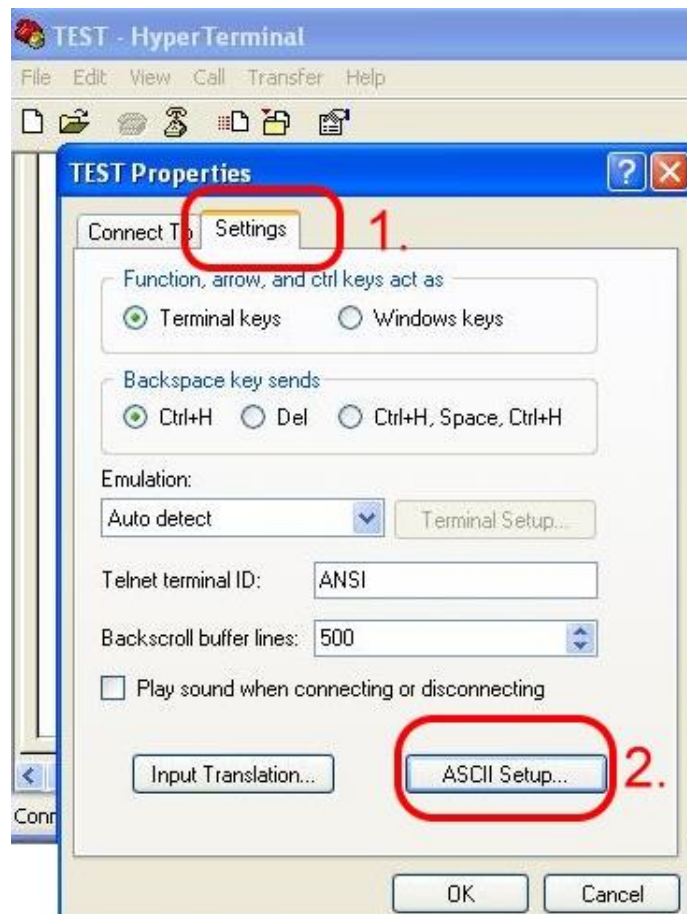 TEST - HyperTerminal
File Edit View Call Transfer Help
TEST Properties
Connect To Settings 1.
Function, arrow, and ctrl keys act as
Terminal keys Windows keys
Backspace key sends
Ctrl+H Del Ctrl+H, Space, Ctrl+H
Emulation:
Auto detect Terminal Setup...
Telnet terminal ID: ANSI
Backscroll buffer lines: 500
Play sound when connecting or disconnecting
Input Translation... ASCII Setup... 2.
Conn
OK Cancel